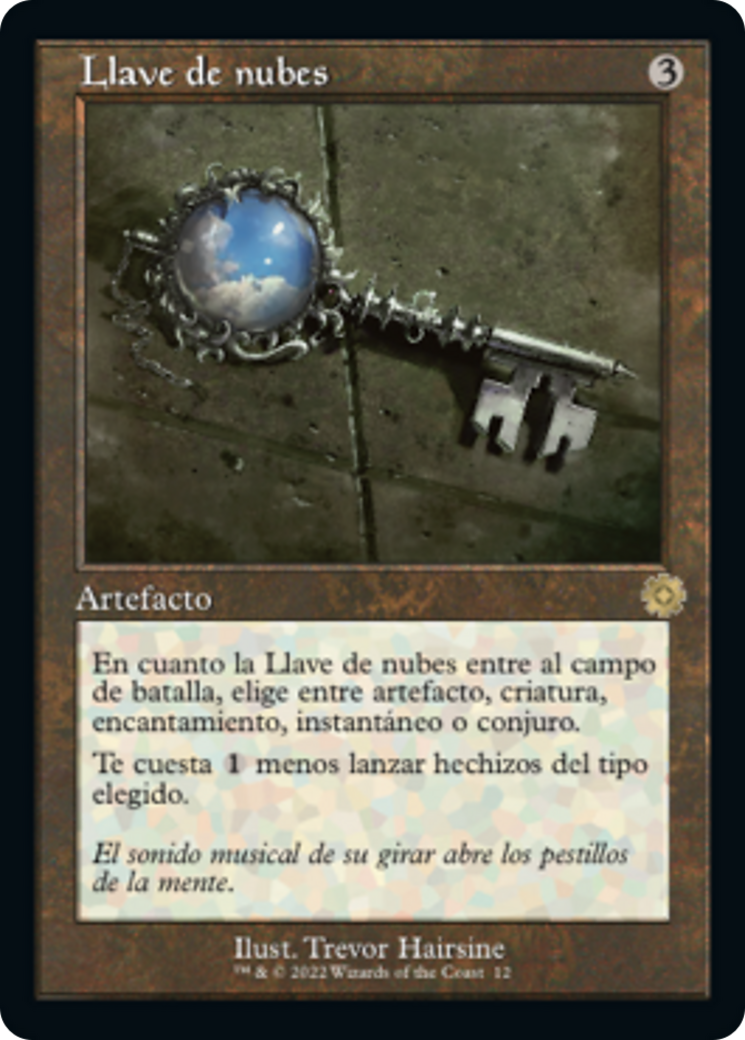 Llave de nubes 3
Artefacto
En cuanto la Llave de nubes entre al campo
de batalla, elige entre artefacto, criatura,
encantamiento, instantáneo o conjuro.
Te cuesta 1 menos lanzar hechizos del tipo
elegido.
El sonido musical de su girar abre los pestillos
de la mente.
Ilust. Trevor Hairsine
™ & © 2022 Wizards of the Coast 12